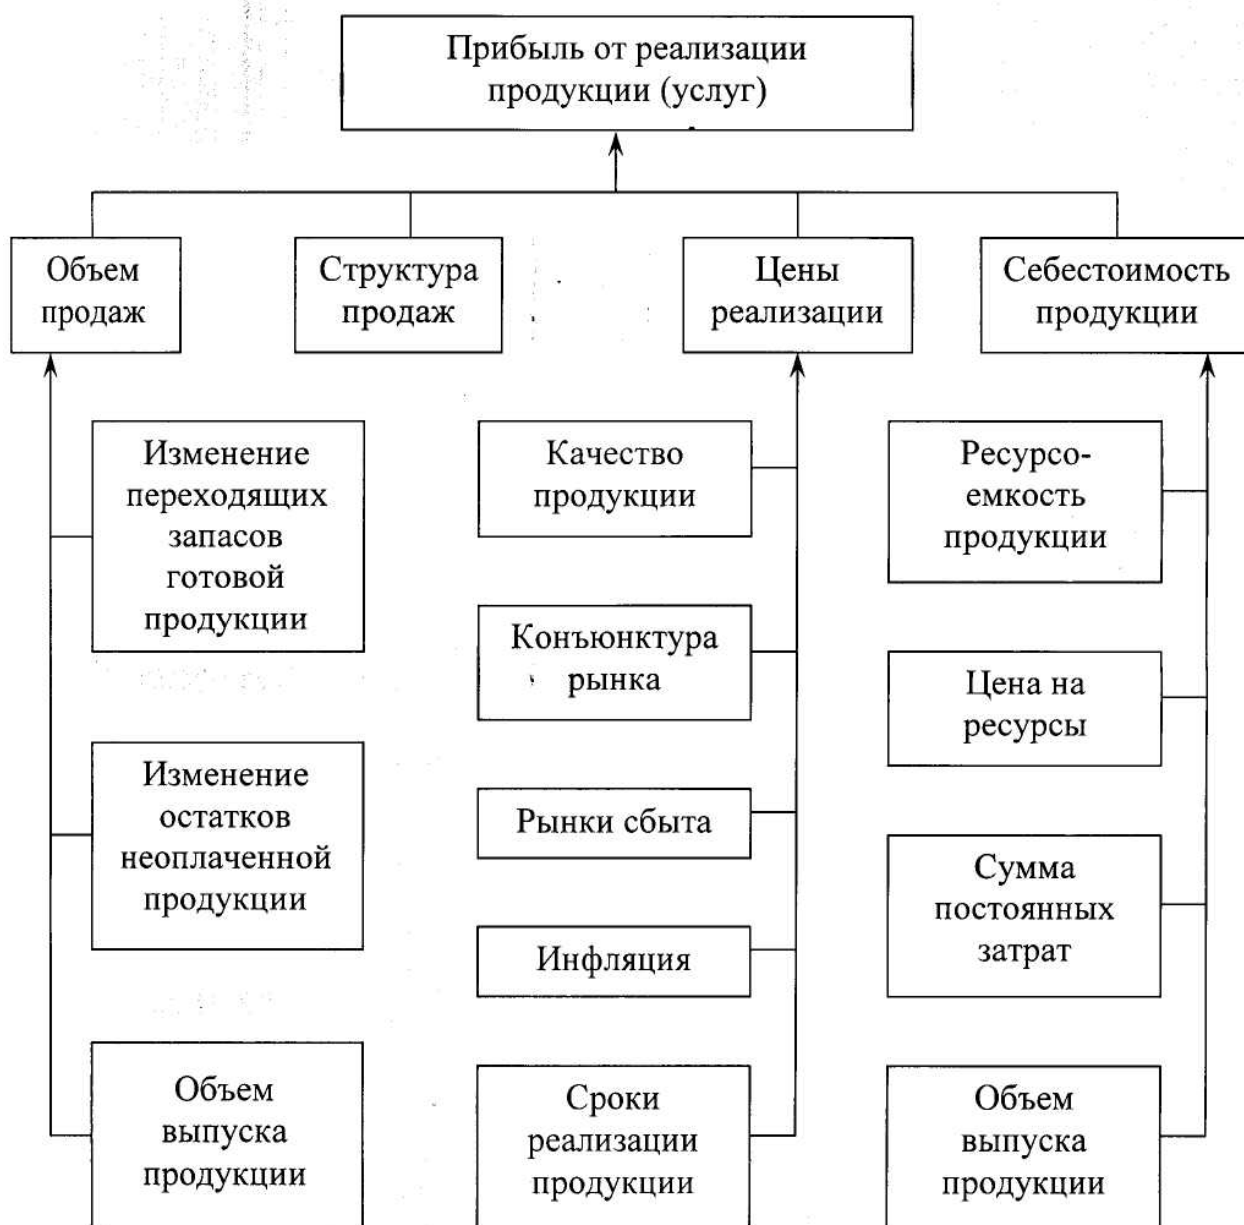 Прибыль от реализации
продукции (услуг)
Объем
продаж
Структура
продаж
Цены
реализации
Себестоимость
продукции
Изменение
переходящих
запасов
готовой
продукции
Изменение
остатков
неоплаченной
продукции
Объем
выпуска
продукции
Качество
продукции
Конъюнктура
рынка
Рынки сбыта
Инфляция
Сроки
реализации
продукции
Ресурсо-
емкость
продукции
Цена на
ресурсы
Сумма
постоянных
затрат
Объем
выпуска
продукции